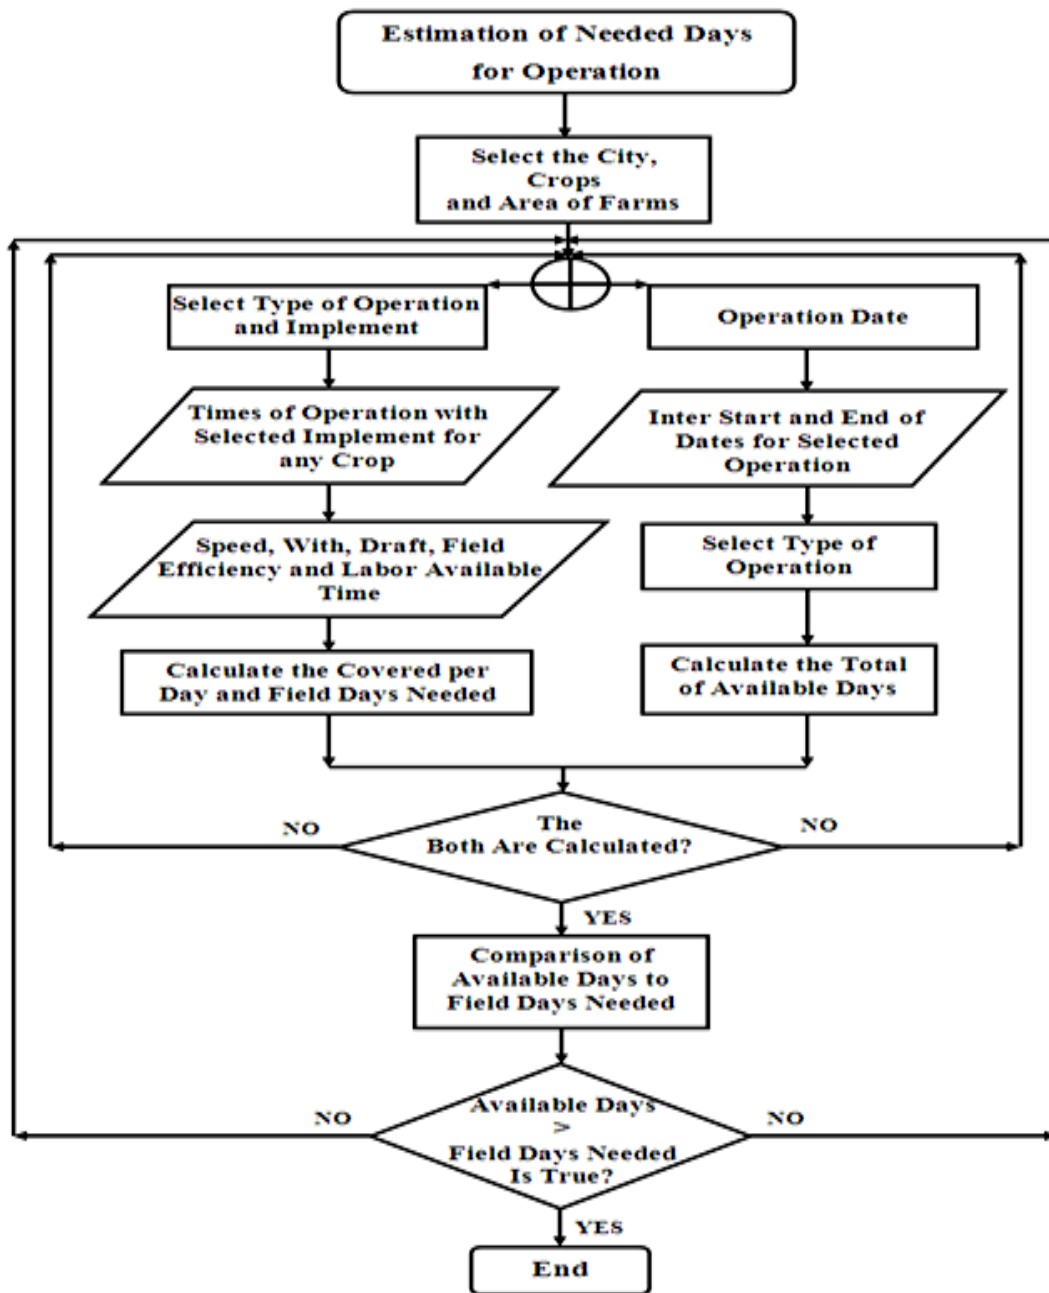 Estimation of Needed Days
for Operation
Select the City,
Crops
and Area of Farms
Select Type of Operation
and Implement
Operation Date
Times of Operation with
Selected Implement for
any Crop
Inter Start and End of
Dates for Selected
Operation
Speed, With, Draft, Field
Efficiency and Labor Available
Time
Select Type of
Operation
Calculate the Covered per
Day and Field Days Needed
Calculate the Total
of Available Days
NO
The
Both Are Calculated?
NO
YES
Comparison of
Available Days to
Field Days Needed
NO
Available Days
>
Field Days Needed
Is True?
NO
YES
End